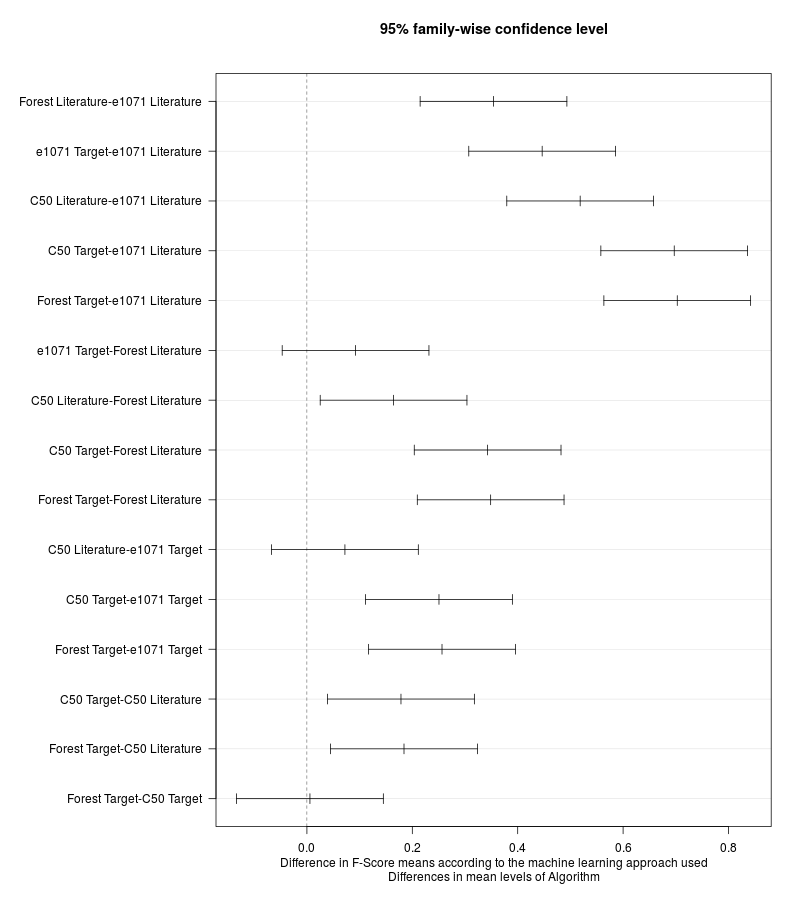 95% family-wise confidence level
Forest Literature-e1071 Literature
e1071 Target-e1071 Literature
C50 Literature-e1071 Literature
C50 Target-e1071 Literature
Forest Target-e1071 Literature
e1071 Target-Forest Literature
C50 Literature-Forest Literature
C50 Target-Forest Literature
Forest Target-Forest Literature
C50 Literature-e1071 Target
C50 Target-e1071 Target
Forest Target-e1071 Target
C50 Target-C50 Literature
Forest Target-C50 Literature
Forest Target-C50 Target
0.0 0.2 0.4 0.6 0.8
Difference in F-Score means according to the machine learning approach used
Differences in mean levels of Algorithm